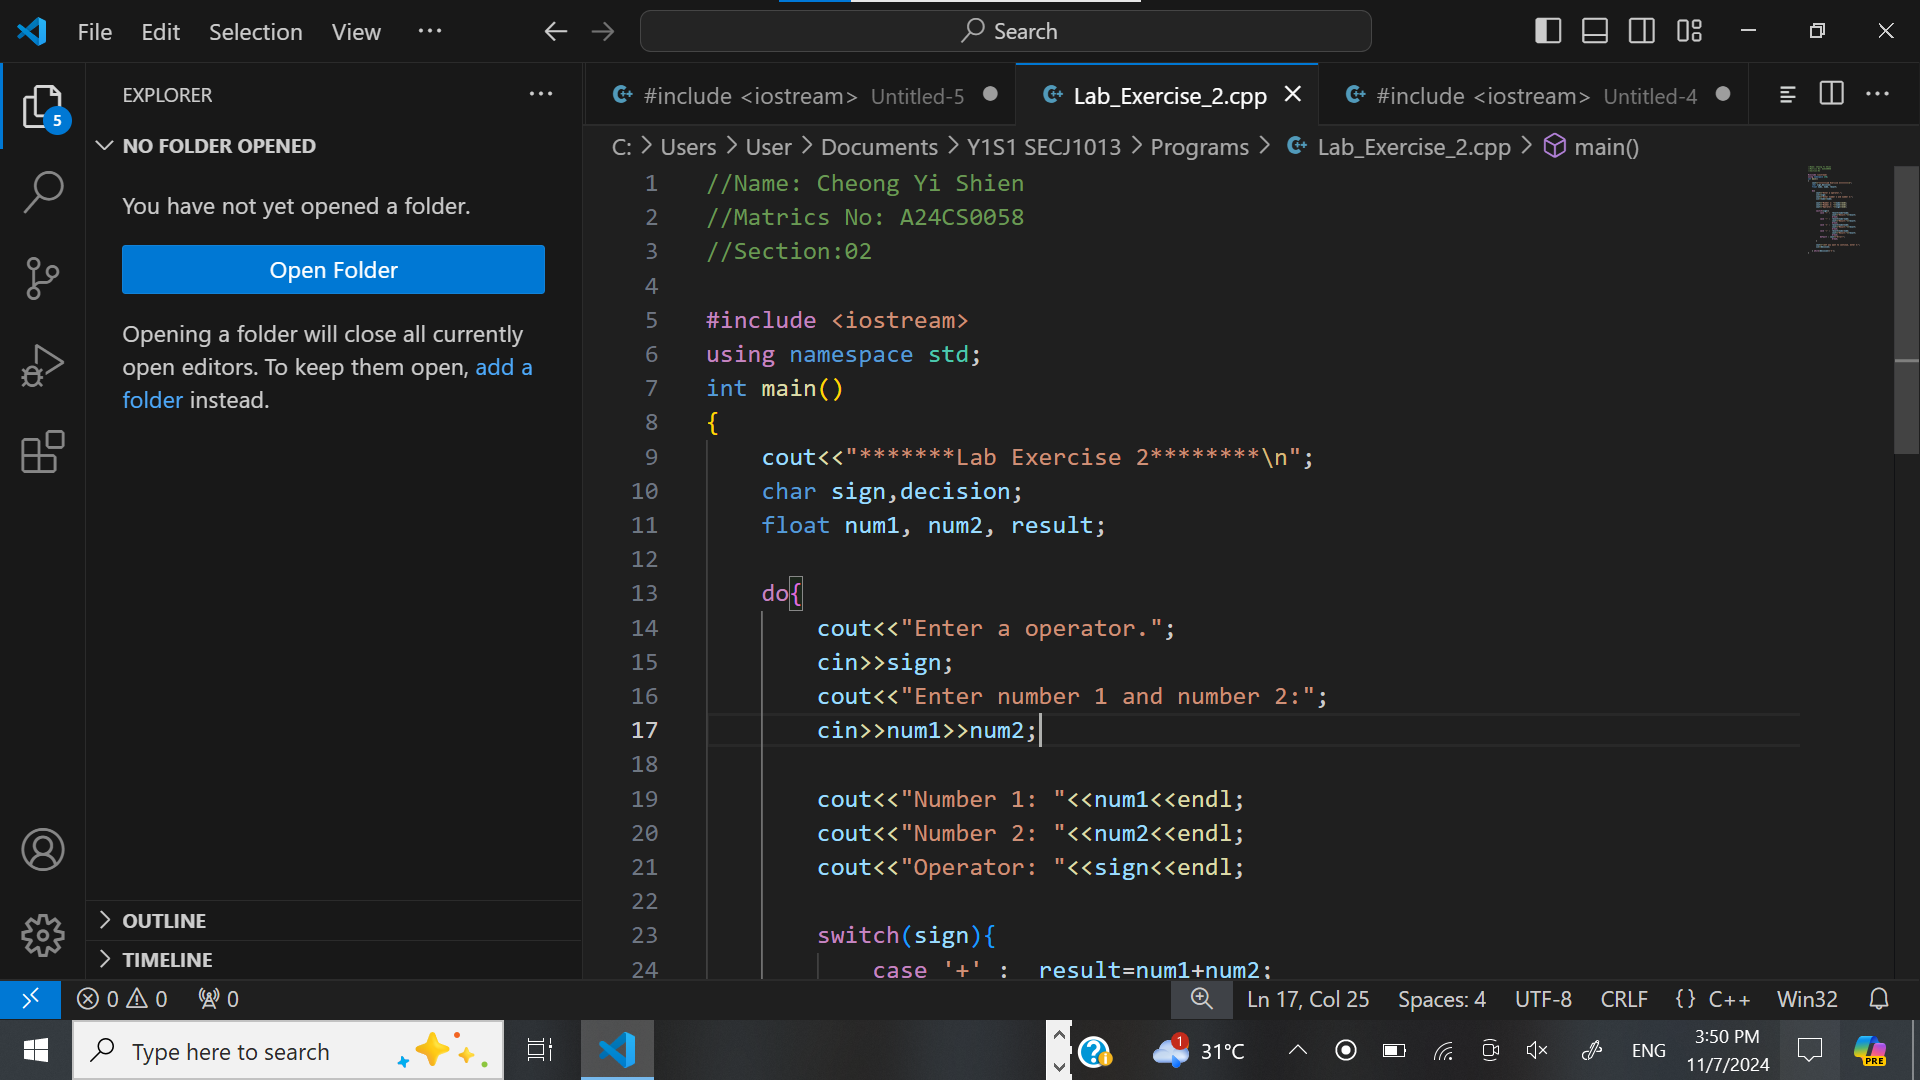 File Edit Selection View ···
Search
EXPLORER
#include <iostream> Untitled-5
Lab_Exercise_2.cpp
#include <iostream> Untitled-4
NO FOLDER OPENED
You have not yet opened a folder.
Open Folder
Opening a folder will close all currently
open editors. To keep them open, add a
folder instead.
OUTLINE
TIMELINE
C: > Users > User > Documents > Y1S1 SECJ1013 > Programs > Lab_Exercise_2.cpp > main()
1 //Name: Cheong Yi Shien
2 //Matrics No: A24CS0058
3 //Section:02
4
5 #include <iostream>
6 using namespace std;
7 int main()
8 {
9 cout<<"*******Lab Exercise 2********\n";
10 char sign,decision;
11 float num1, num2, result;
12
13 do{
14 cout<<"Enter a operator.";
15 cin>>sign;
16 cout<<"Enter number 1 and number 2:";
17 cin>>num1>>num2;
18
19 cout<<"Number 1: "<<num1<<endl;
20 cout<<"Number 2: "<<num2<<endl;
21 cout<<"Operator: "<<sign<<endl;
22
23 switch(sign){
24 case '+' : result=num1+num2;
5
0 0 0
Ln 17, Col 25 Spaces: 4 UTF-8 CRLF {} C++ Win32
Type here to search
1
31°C
ENG
3:50 PM
11/7/2024
PRE